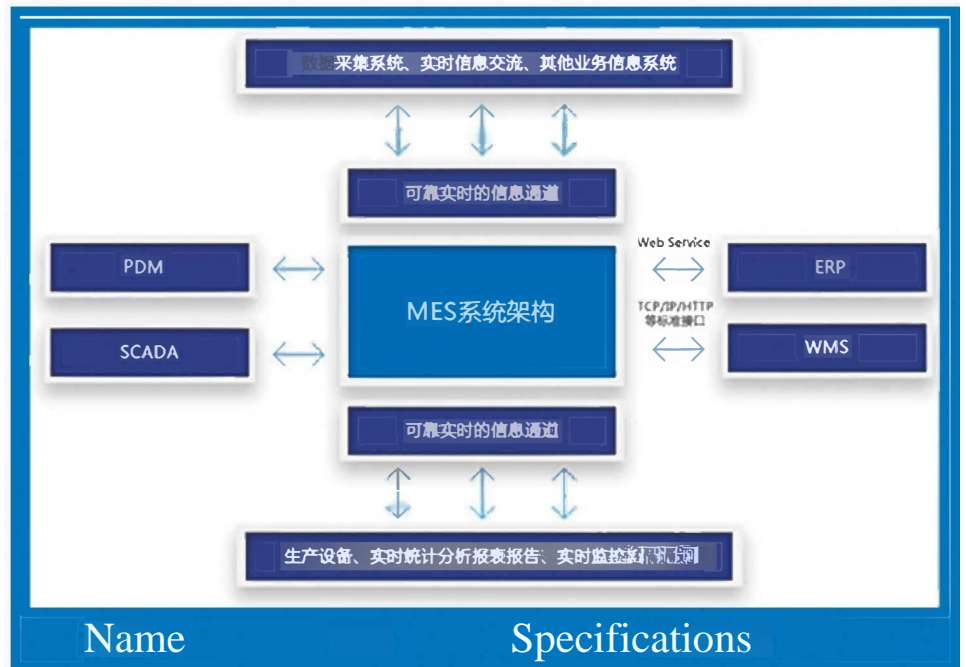 数据采集系统、实时信息交流、其他业务信息系统
可靠实时的信息通道
Web Service
PDM
ERP
MES系统架构
TCP/IP/HTTP
等标准接口
SCADA
WMS
可靠实时的信息通道
生产设备、实时统计分析报表报告、实时监控
Name Specifications